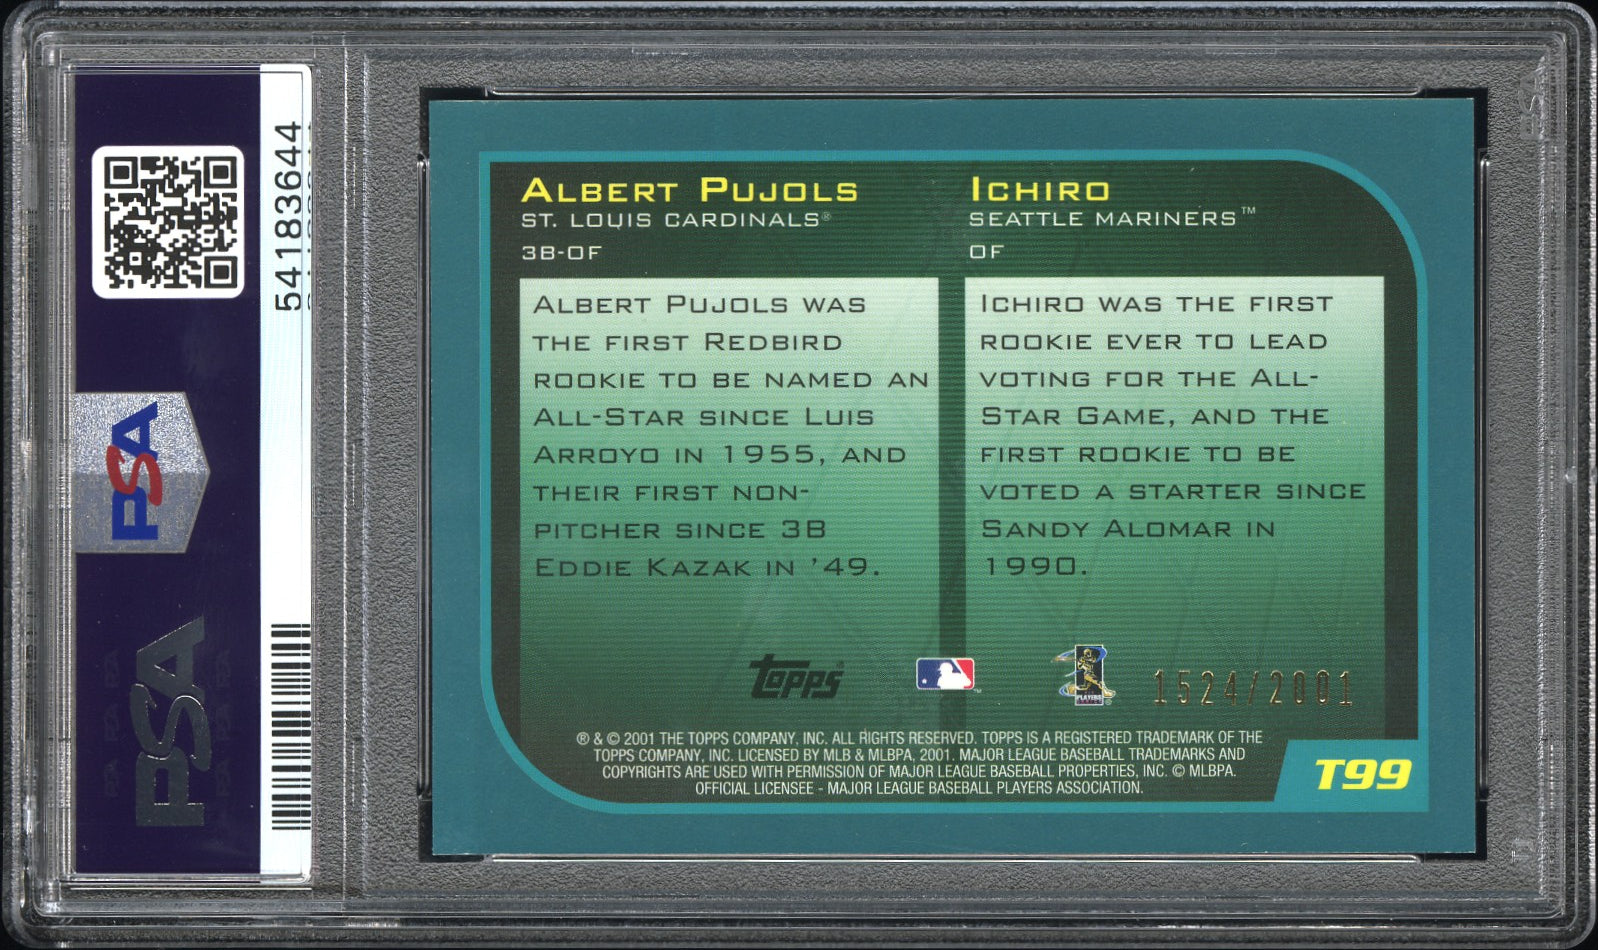 54183644
PSA
PSA
ALBERT PUJOLS
ST. LOUIS CARDINALS®
3B-OF
ALBERT PUJOLS WAS
THE FIRST REDBIRD
ROOKIE TO BE NAMED AN
ALL-STAR SINCE LUIS
ARROYO IN 1955, AND
THEIR FIRST NON-
PITCHER SINCE 3B
EDDIE KAZAK IN '49.
ICHIRO
SEATTLE MARINERS™
OF
ICHIRO WAS THE FIRST
ROOKIE EVER TO LEAD
VOTING FOR THE ALL-
STAR GAME, AND THE
FIRST ROOKIE TO BE
VOTED A STARTER SINCE
SANDY ALOMAR IN
1990.
topps®
PLAYERS
1524/2001
® & © 2001 THE TOPPS COMPANY, INC. ALL RIGHTS RESERVED. TOPPS IS A REGISTERED TRADEMARK OF THE
TOPPS COMPANY, INC. LICENSED BY MLB & MLBPA, 2001. MAJOR LEAGUE BASEBALL TRADEMARKS AND
COPYRIGHTS ARE USED WITH PERMISSION OF MAJOR LEAGUE BASEBALL PROPERTIES, INC. © MLBPA.
OFFICIAL LICENSEE - MAJOR LEAGUE BASEBALL PLAYERS ASSOCIATION.
T99